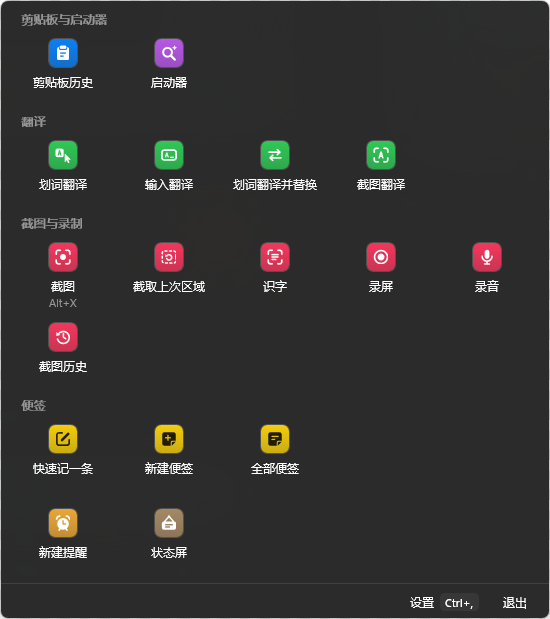 剪贴板与启动器
剪贴板历史
启动器
翻译
划词翻译
输入翻译
划词翻译并替换
截图翻译
截图与录制
截图
Alt+X
截取上次区域
识字
录屏
录音
截图历史
便签
快速记一条
新建便签
全部便签
新建提醒
状态屏
设置 Ctrl+, 退出